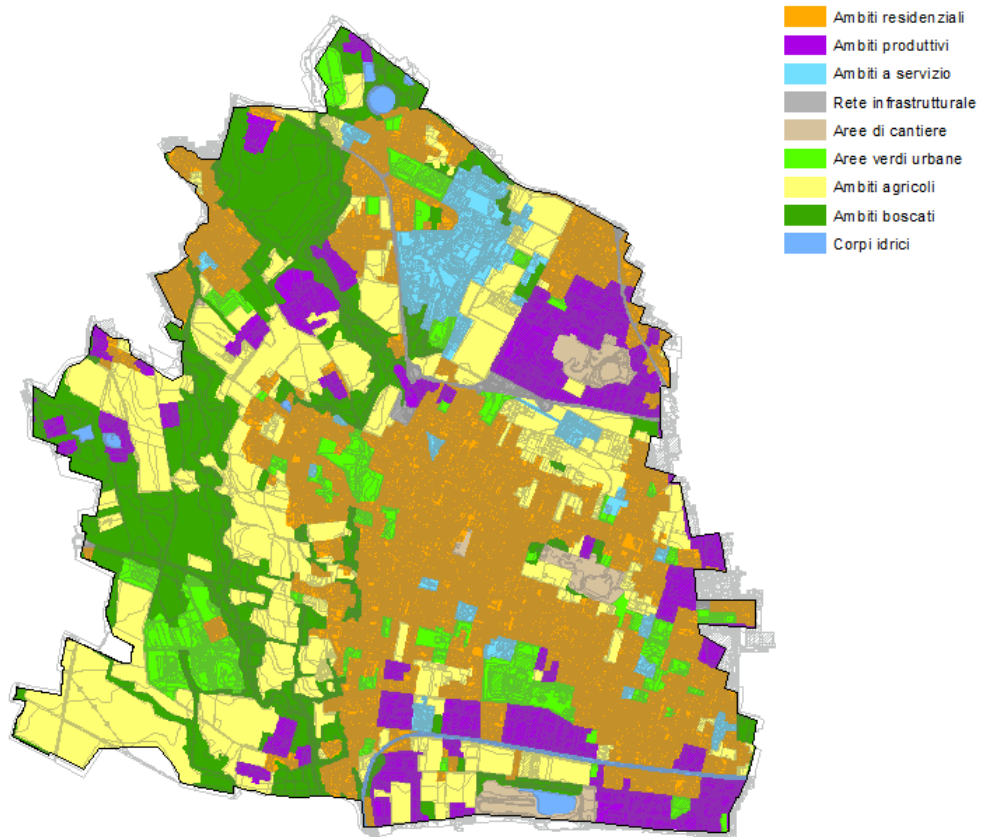 Ambiti residenziali
Ambiti produttivi
Ambiti a servizio
Rete infrastrutturale
Aree di cantiere
Aree verdi urbane
Ambiti agricoli
Ambiti boscati
Corpi idrici